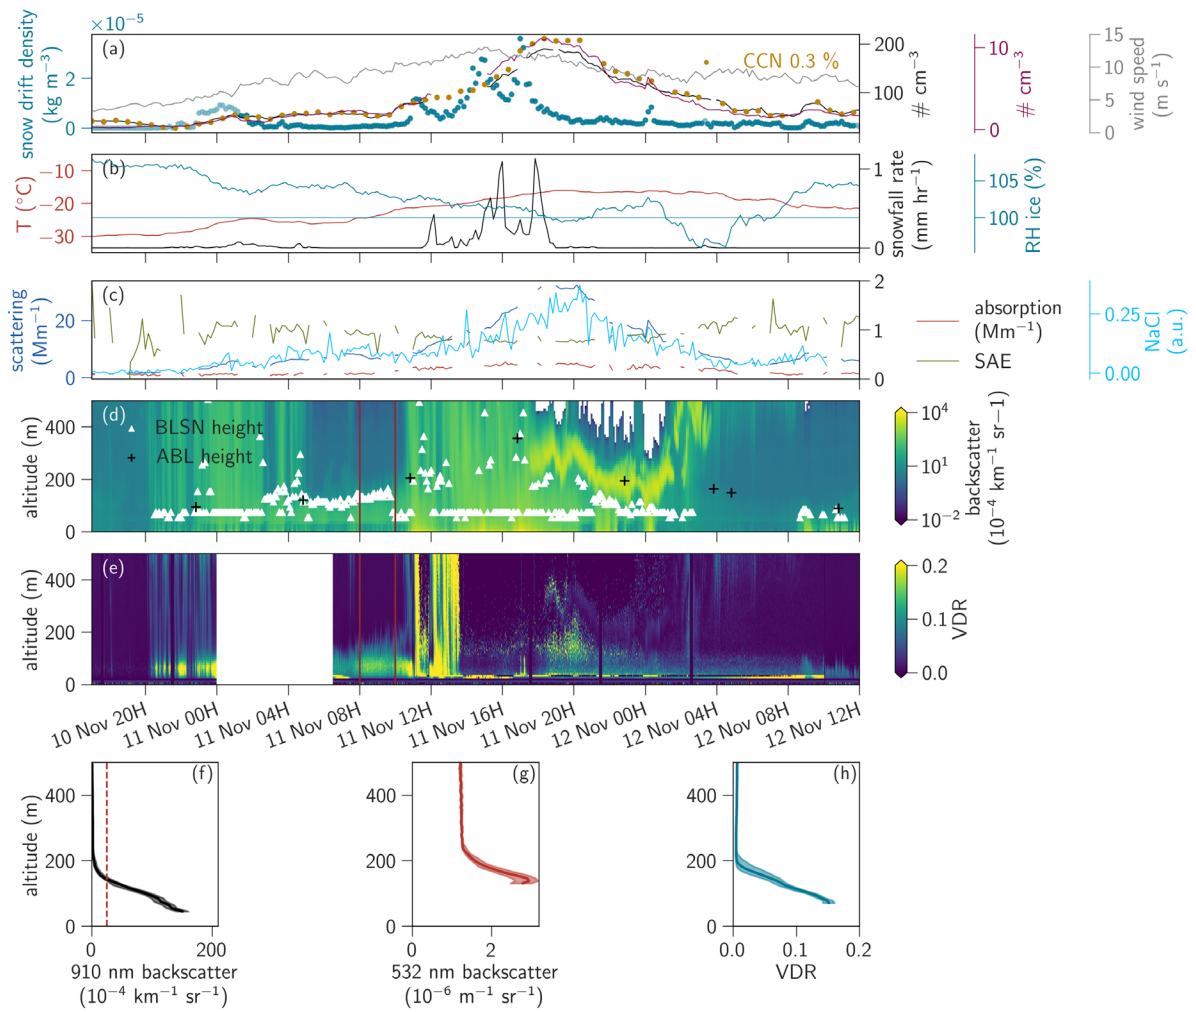 ×10−5
snow drift density
(kg m−3)
2
0
(a)
CCN 0.3 %
200
100
# cm−3
10
0
# cm−3
15
10
5
0
wind speed
(m s−1)
T (°C)
−10
−20
−30
(b)
1
0
snowfall rate
(mm hr−1)
105
100
RH ice (%)
scattering
(Mm−1)
20
0
(c)
2
1
0
absorption
(Mm−1)
SAE
0.25
0.00
NaCl
(a.u.)
altitude (m)
400
200
0
(d)
BLSN height
ABL height
10^4
10^1
10^−2
backscatter
(10−4 km−1 sr−1)
altitude (m)
400
200
0
(e)
0.2
0.1
0.0
VDR
10 Nov 20H
11 Nov 00H
11 Nov 04H
11 Nov 08H
11 Nov 12H
11 Nov 16H
11 Nov 20H
12 Nov 00H
12 Nov 04H
12 Nov 08H
12 Nov 12H
altitude (m)
400
200
0
(f)
0
200
910 nm backscatter
(10−4 km−1 sr−1)
400
200
0
(g)
0
2
532 nm backscatter
(10−6 m−1 sr−1)
400
200
0
(h)
0.0
0.1
0.2
VDR